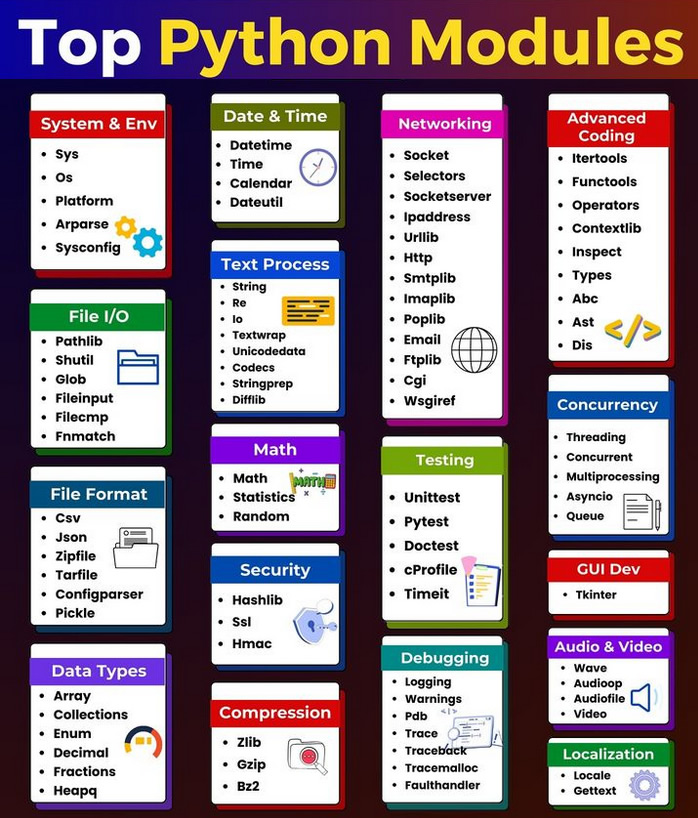 Top Python Modules
System & Env
• Sys
• Os
• Platform
• Arparse
• Sysconfig
File I/O
• Pathlib
• Shutil
• Glob
• Fileinput
• Filecmp
• Fnmatch
File Format
• Csv
• Json
• Zipfile
• Tarfile
• Configparser
• Pickle
Data Types
• Array
• Collections
• Enum
• Decimal
• Fractions
• Heapq
Date & Time
• Datetime
• Time
• Calendar
• Dateutil
Text Process
• String
• Re
• Io
• Textwrap
• Unicodedata
• Codecs
• Stringprep
• Difflib
Math
• Math
• Statistics
• Random
MATH
Security
• Hashlib
• Ssl
• Hmac
Compression
• Zlib
• Gzip
• Bz2
Networking
• Socket
• Selectors
• Socketserver
• Ipaddress
• Urllib
• Http
• Smtplib
• Imaplib
• Poplib
• Email
• Ftplib
• Cgi
• Wsgiref
Testing
• Unittest
• Pytest
• Doctest
• cProfile
• Timeit
Debugging
• Logging
• Warnings
• Pdb
• Trace
• Traceback
• Tracemalloc
• Faulthandler
</>
Advanced
Coding
• Itertools
• Functools
• Operators
• Contextlib
• Inspect
• Types
• Abc
• Ast
• Dis
</>
Concurrency
• Threading
• Concurrent
• Multiprocessing
• Asyncio
• Queue
GUI Dev
• Tkinter
Audio & Video
• Wave
• Audioop
• Audiofile
• Video
Localization
• Locale
• Gettext